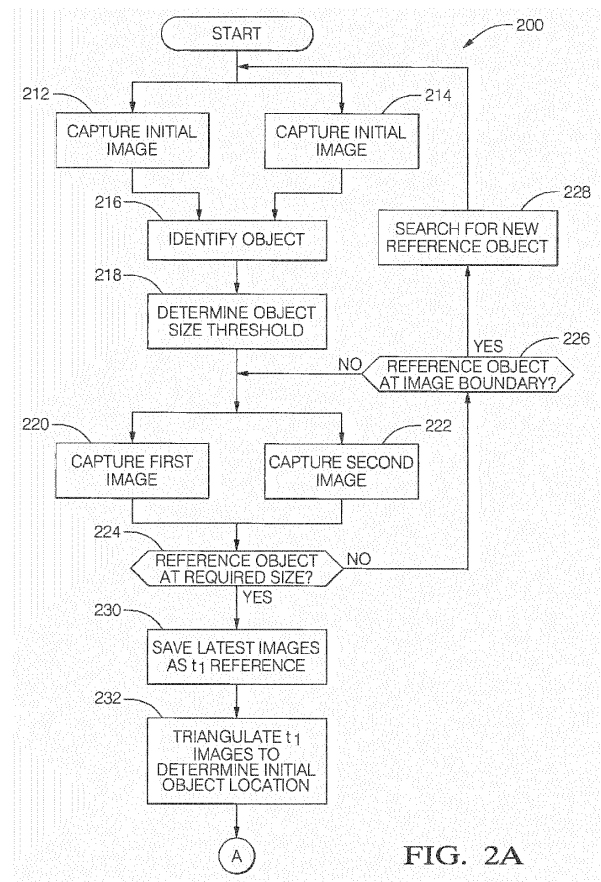 START
200
212
CAPTURE INITIAL
IMAGE
214
CAPTURE INITIAL
IMAGE
216
IDENTIFY OBJECT
228
SEARCH FOR NEW
REFERENCE OBJECT
218
DETERMINE OBJECT
SIZE THRESHOLD
YES
226
NO
REFERENCE OBJECT
AT IMAGE BOUNDARY?
220
CAPTURE FIRST
IMAGE
222
CAPTURE SECOND
IMAGE
224
REFERENCE OBJECT
AT REQUIRED SIZE?
NO
YES
230
SAVE LATEST IMAGES
AS t1 REFERENCE
232
TRIANGULATE t1
IMAGES TO
DETERRMINE INITIAL
OBJECT LOCATION
A
FIG. 2A